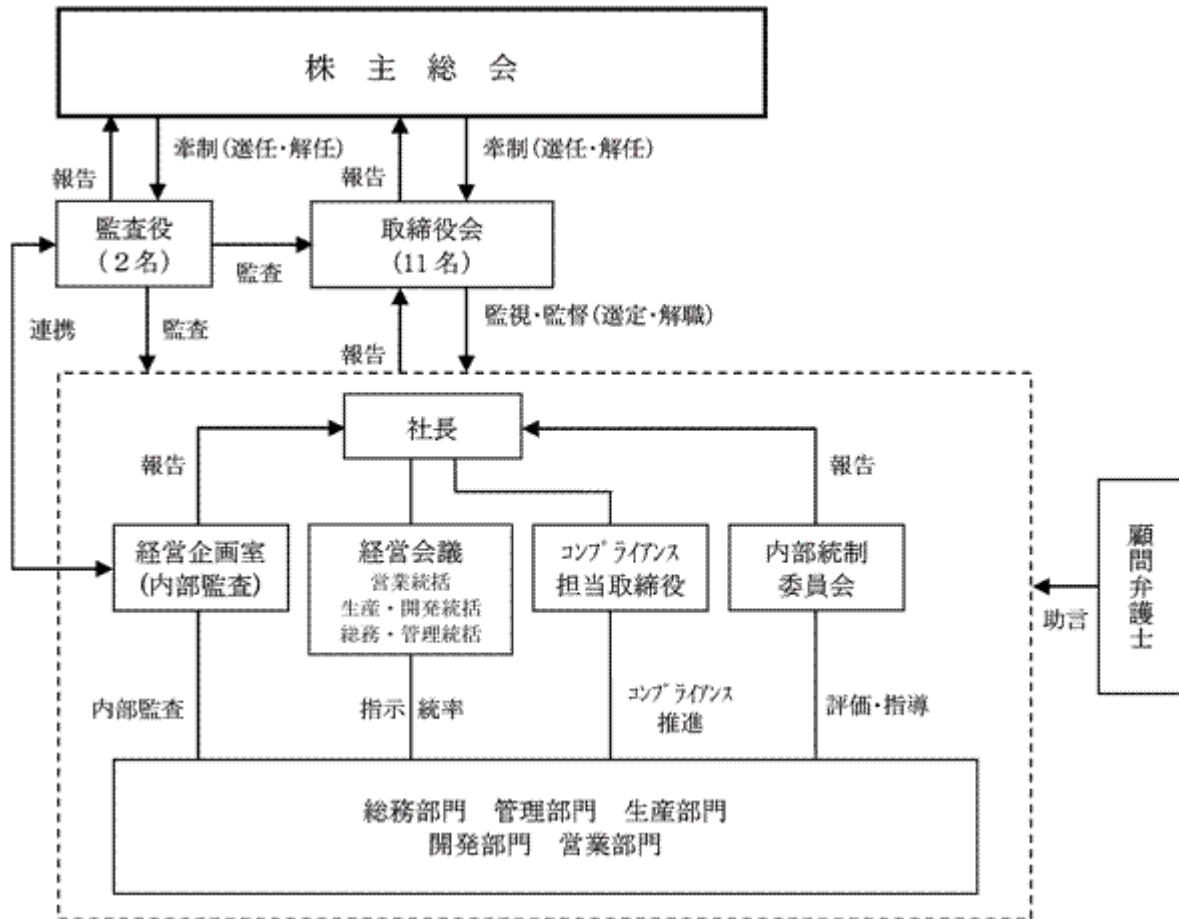 株 主 総 会
牽制(選任・解任)
牽制(選任・解任)
報告
報告
監査役
(2名)
取締役会
(11名)
監査
連携
監査
監視・監督(選定・解職)
報告
社長
報告
報告
経営企画室
(内部監査)
経営会議
営業統括
生産・開発統括
総務・管理統括
コンプライアンス
担当取締役
内部統制
委員会
顧問弁護士
助言
内部監査
指示 統率
コンプライアンス
推進
評価・指導
総務部門 管理部門 生産部門
開発部門 営業部門